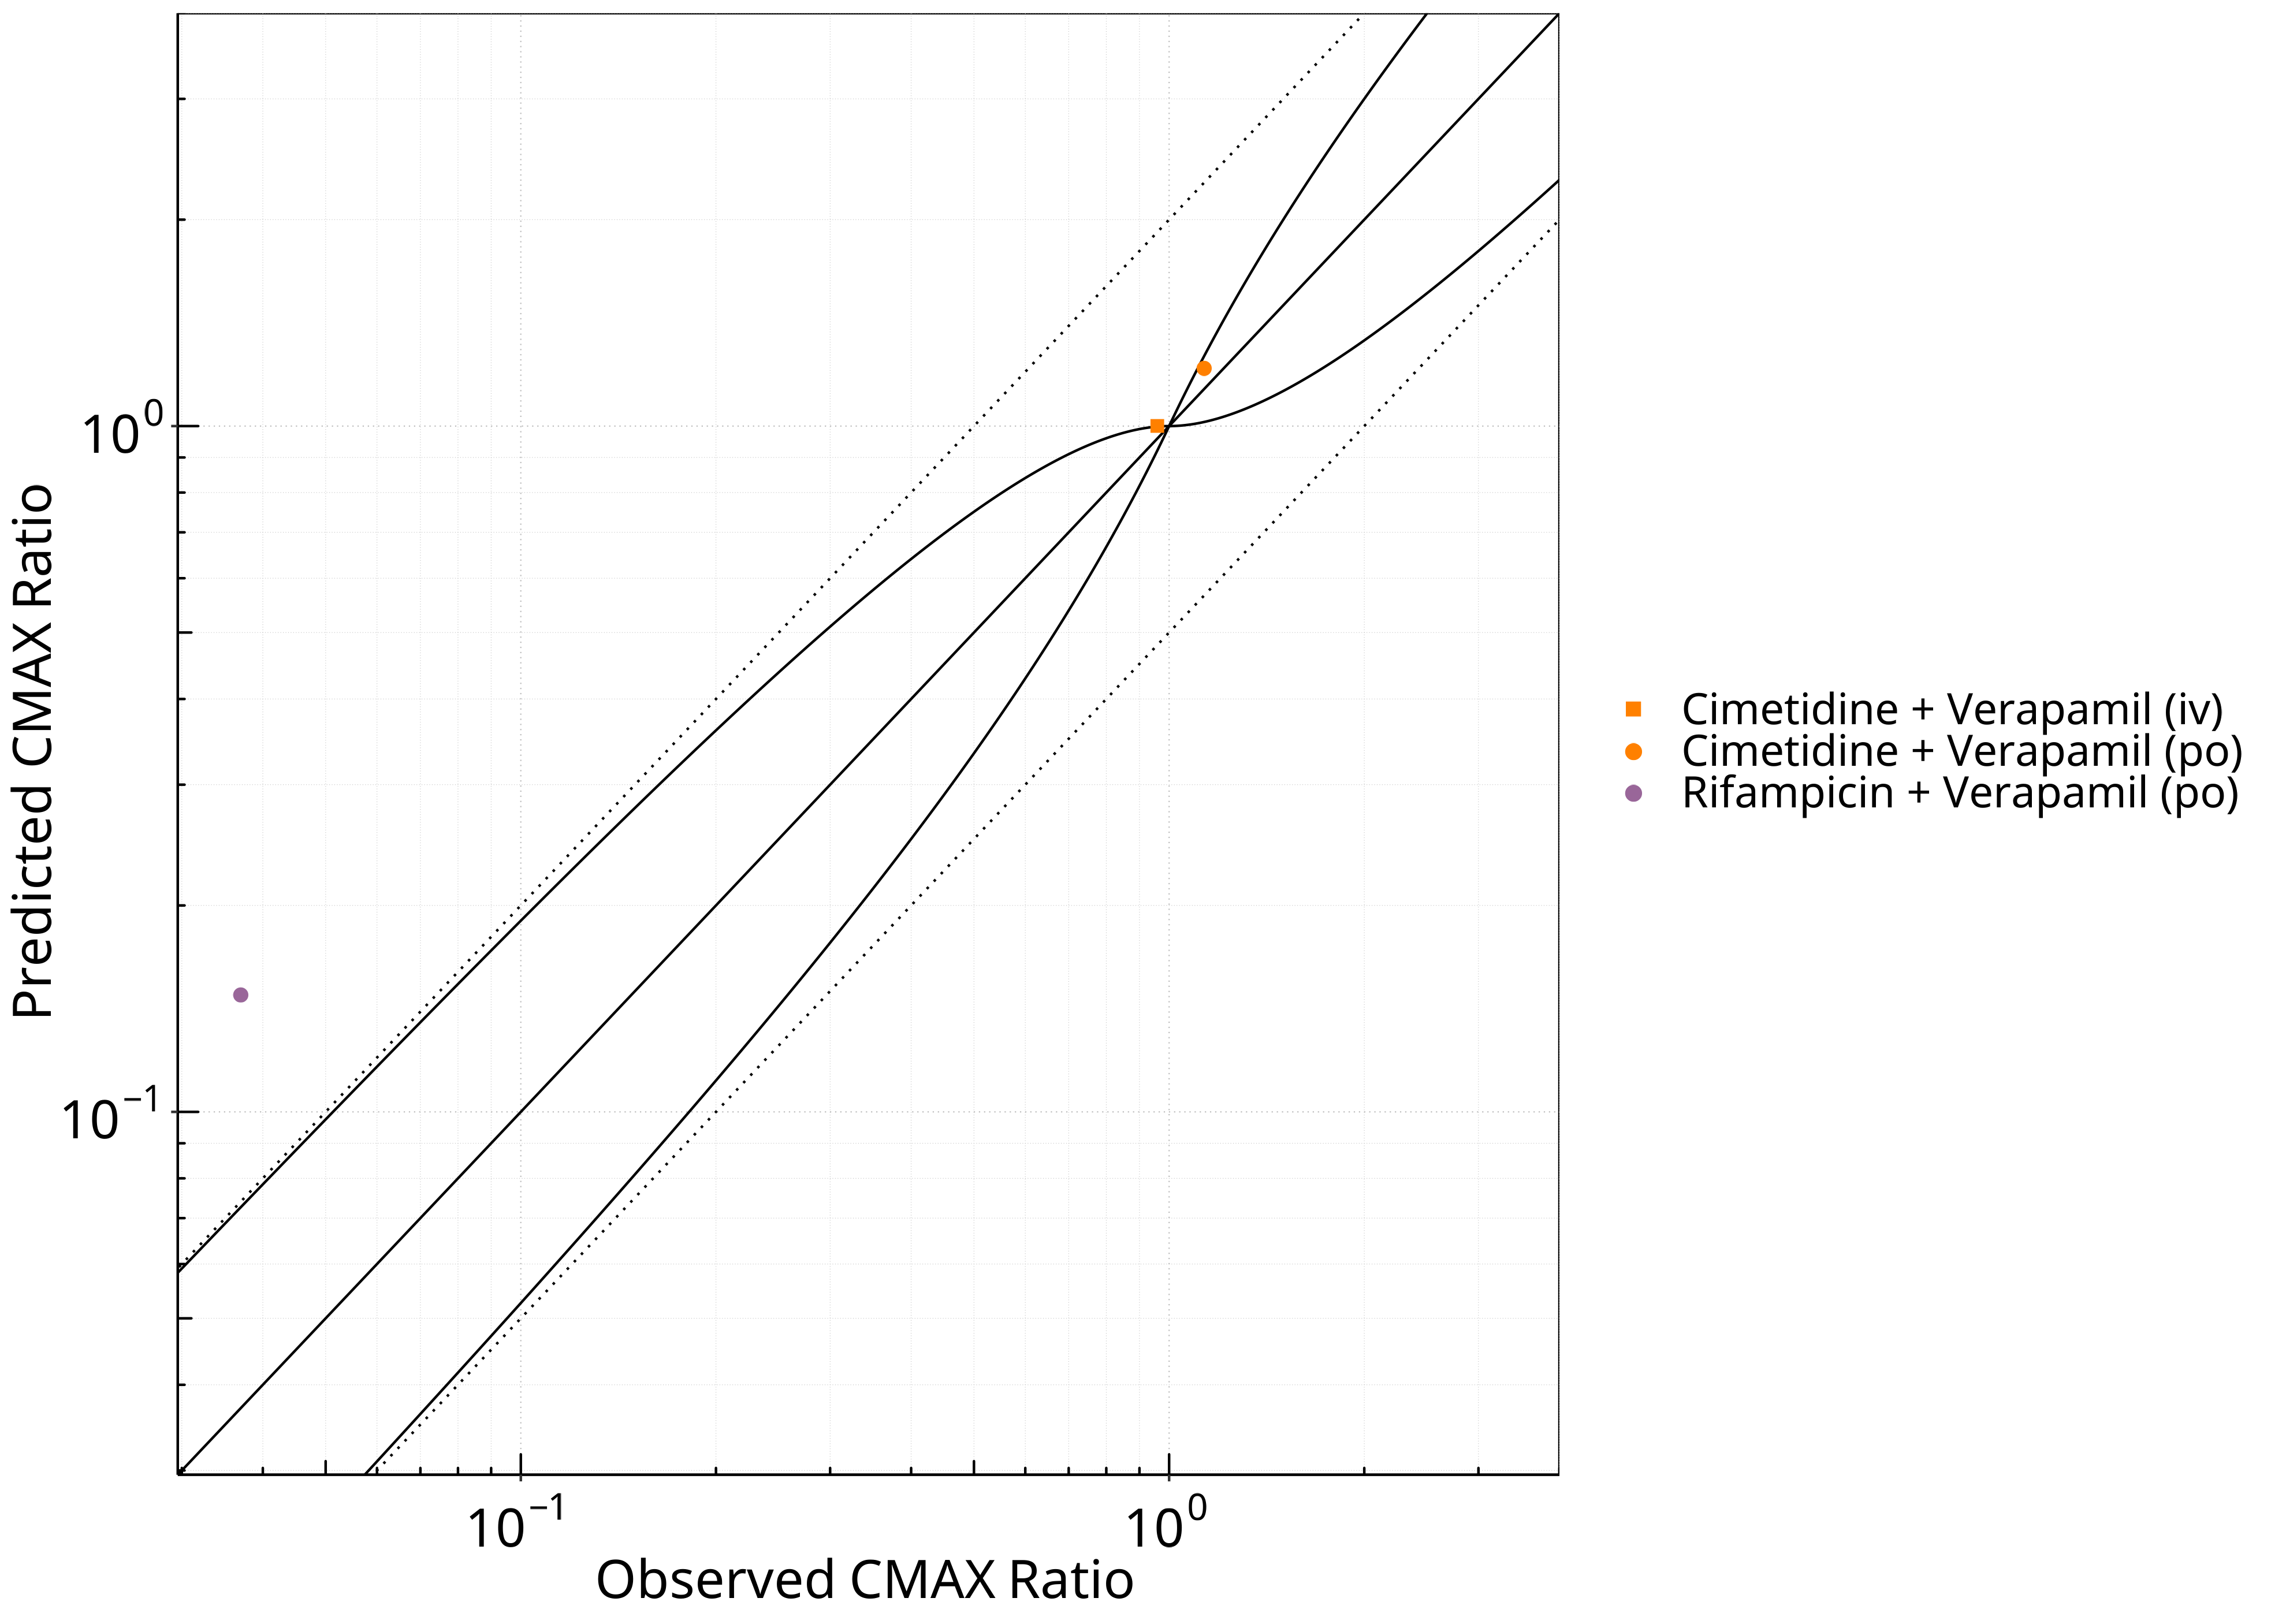 Predicted CMAX Ratio
10⁰
10⁻¹
10⁻¹
10⁰
Observed CMAX Ratio
Cimetidine + Verapamil (iv)
Cimetidine + Verapamil (po)
Rifampicin + Verapamil (po)